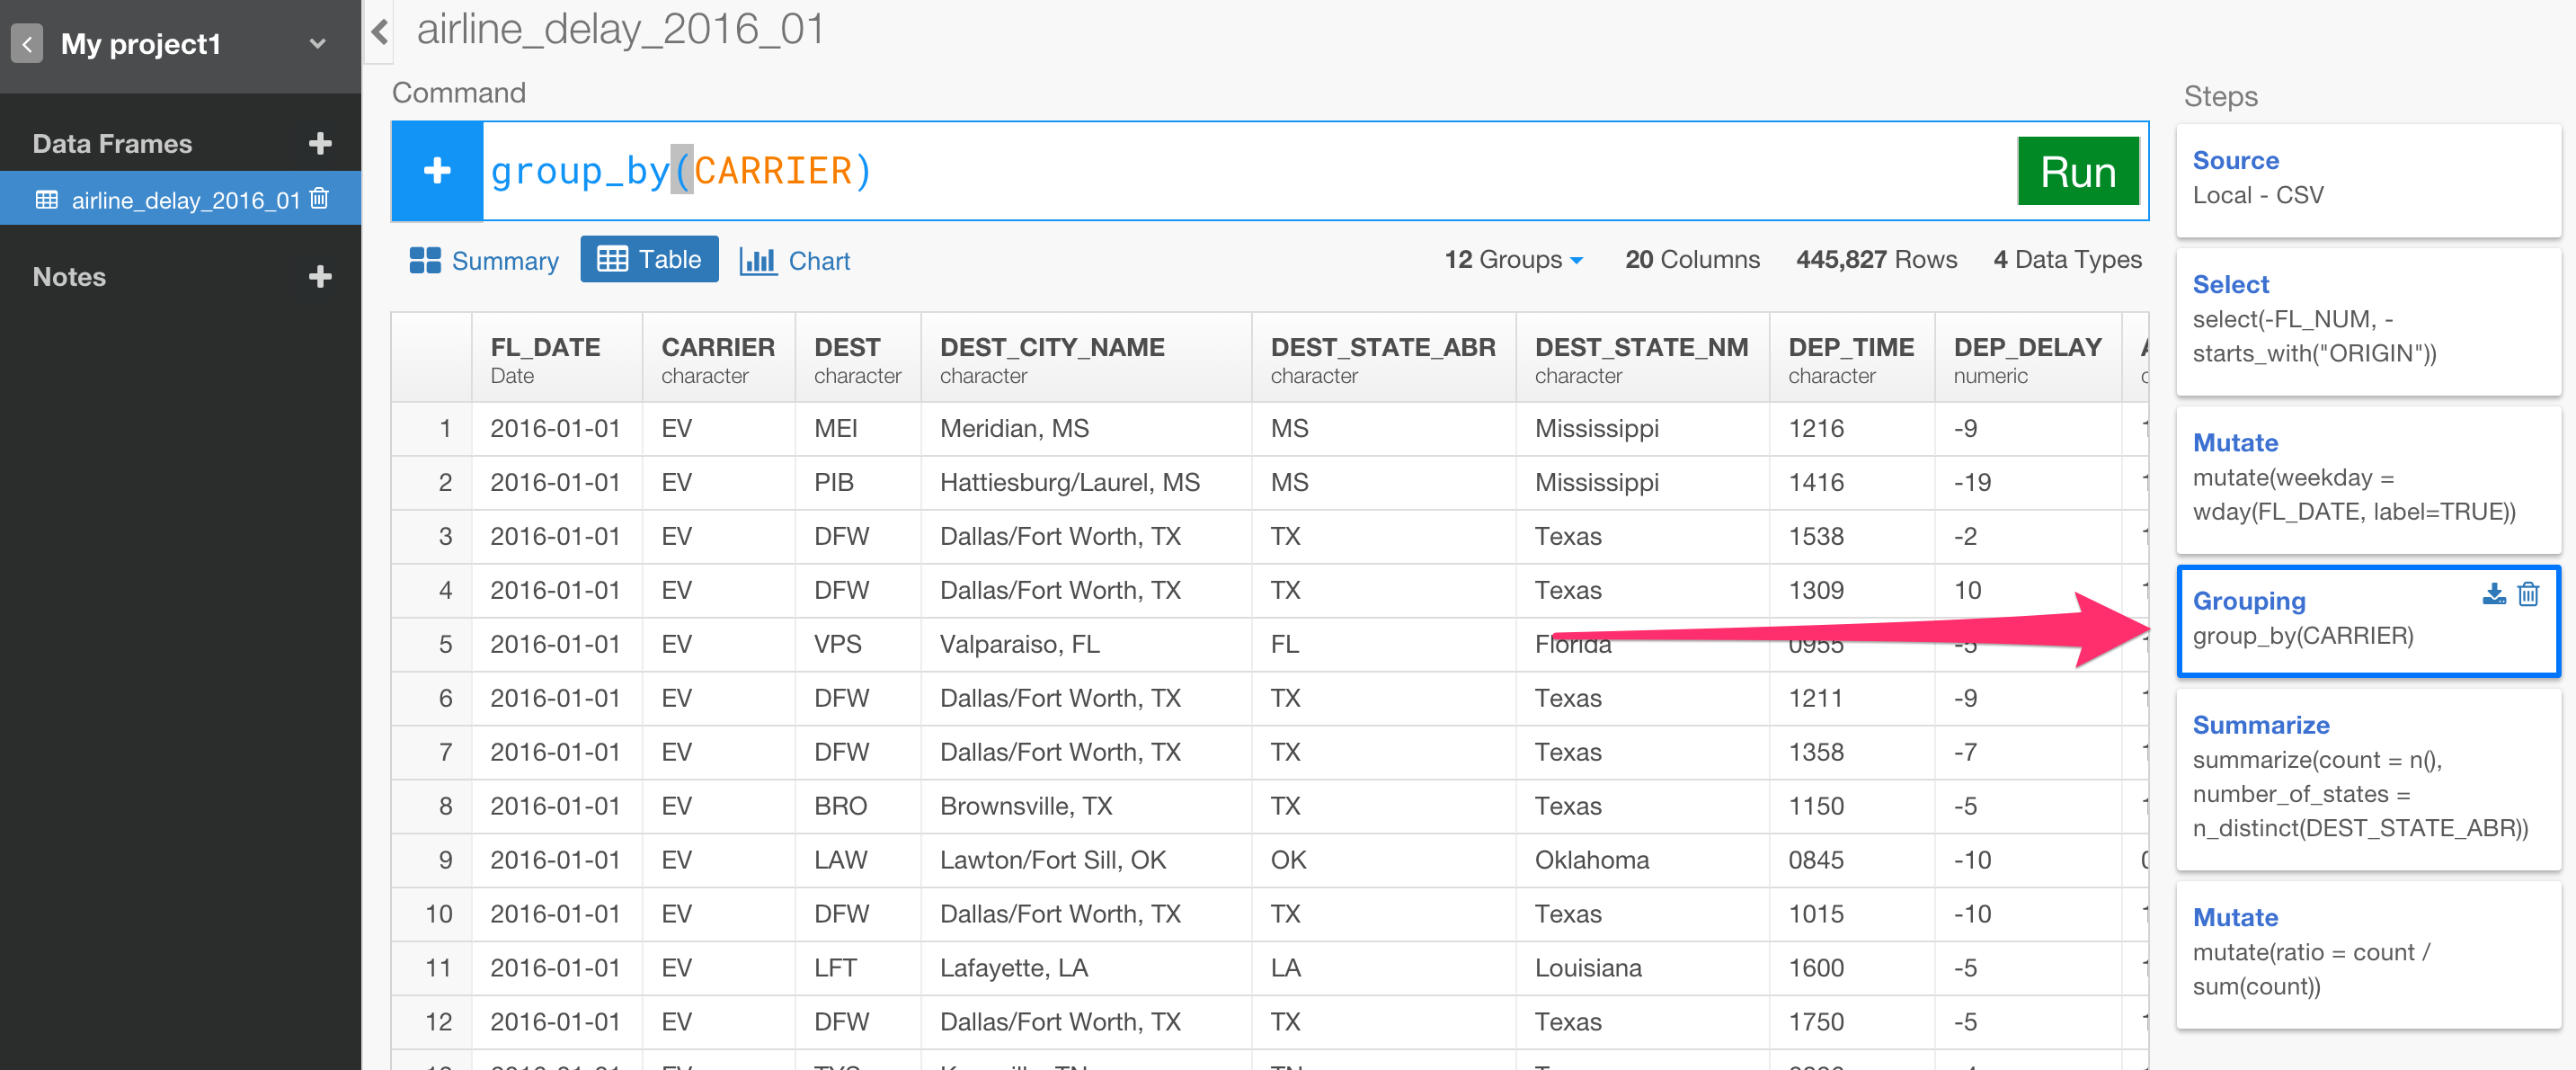 My project1
Data Frames
airline_delay_2016_01
Notes
airline_delay_2016_01
Command
group_by(CARRIER)
Run
Summary Table Chart
12 Groups 20 Columns 445,827 Rows 4 Data Types
FL_DATE CARRIER DEST DEST_CITY_NAME DEST_STATE_ABR DEST_STATE_NM DEP_TIME DEP_DELAY
Date character character character character character character numeric
1 2016-01-01 EV MEI Meridian, MS MS Mississippi 1216 -9
2 2016-01-01 EV PIB Hattiesburg/Laurel, MS MS Mississippi 1416 -19
3 2016-01-01 EV DFW Dallas/Fort Worth, TX TX Texas 1538 -2
4 2016-01-01 EV DFW Dallas/Fort Worth, TX TX Texas 1309 10
5 2016-01-01 EV VPS Valparaiso, FL FL Florida 0955 -5
6 2016-01-01 EV DFW Dallas/Fort Worth, TX TX Texas 1211 -9
7 2016-01-01 EV DFW Dallas/Fort Worth, TX TX Texas 1358 -7
8 2016-01-01 EV BRO Brownsville, TX TX Texas 1150 -5
9 2016-01-01 EV LAW Lawton/Fort Sill, OK OK Oklahoma 0845 -10
10 2016-01-01 EV DFW Dallas/Fort Worth, TX TX Texas 1015 -10
11 2016-01-01 EV LFT Lafayette, LA LA Louisiana 1600 -5
12 2016-01-01 EV DFW Dallas/Fort Worth, TX TX Texas 1750 -5
Steps
Source
Local - CSV
Select
select(-FL_NUM, -
starts_with("ORIGIN"))
Mutate
mutate(weekday =
wday(FL_DATE, label=TRUE))
Grouping
group_by(CARRIER)
Summarize
summarize(count = n(),
number_of_states =
n_distinct(DEST_STATE_ABR))
Mutate
mutate(ratio = count /
sum(count))